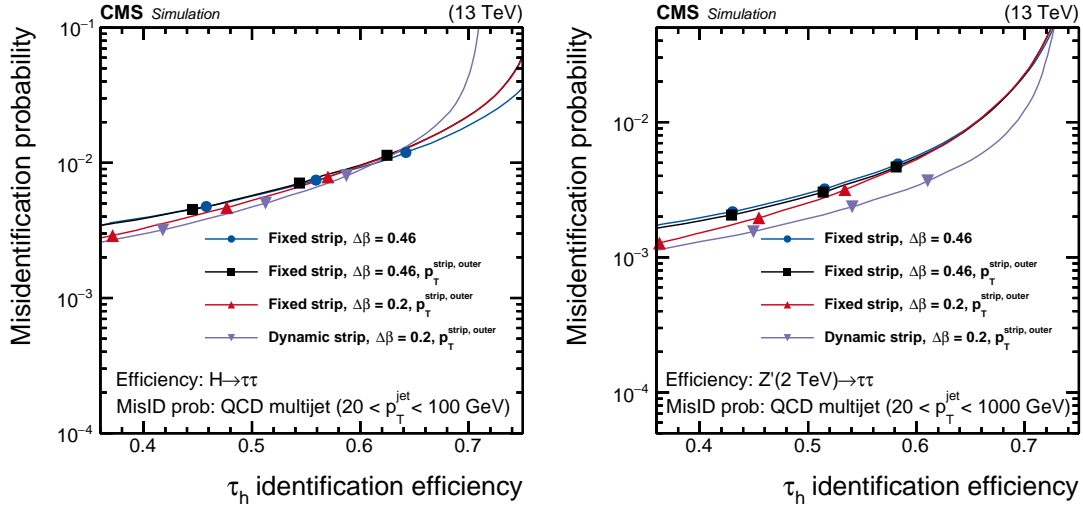 CMS Simulation (13 TeV)
Misidentification probability
10⁻¹
10⁻²
10⁻³
10⁻⁴
Fixed strip, Δβ = 0.46
Fixed strip, Δβ = 0.46, p_T^strip, outer
Fixed strip, Δβ = 0.2, p_T^strip, outer
Dynamic strip, Δβ = 0.2, p_T^strip, outer
Efficiency: H→ττ
MisID prob: QCD multijet (20 < p_T^jet < 100 GeV)
0.4 0.5 0.6 0.7
τ_h identification efficiency
CMS Simulation (13 TeV)
Misidentification probability
10⁻²
10⁻³
10⁻⁴
Fixed strip, Δβ = 0.46
Fixed strip, Δβ = 0.46, p_T^strip, outer
Fixed strip, Δβ = 0.2, p_T^strip, outer
Dynamic strip, Δβ = 0.2, p_T^strip, outer
Efficiency: Z'(2 TeV)→ττ
MisID prob: QCD multijet (20 < p_T^jet < 1000 GeV)
0.4 0.5 0.6 0.7
τ_h identification efficiency